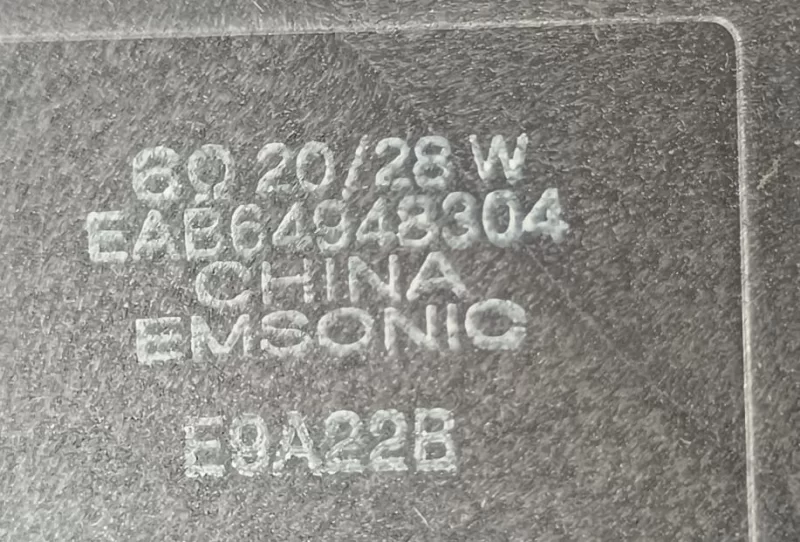 6Ω 20/28 W
EAB64948304
CHINA
EMSONIC
E9A22B